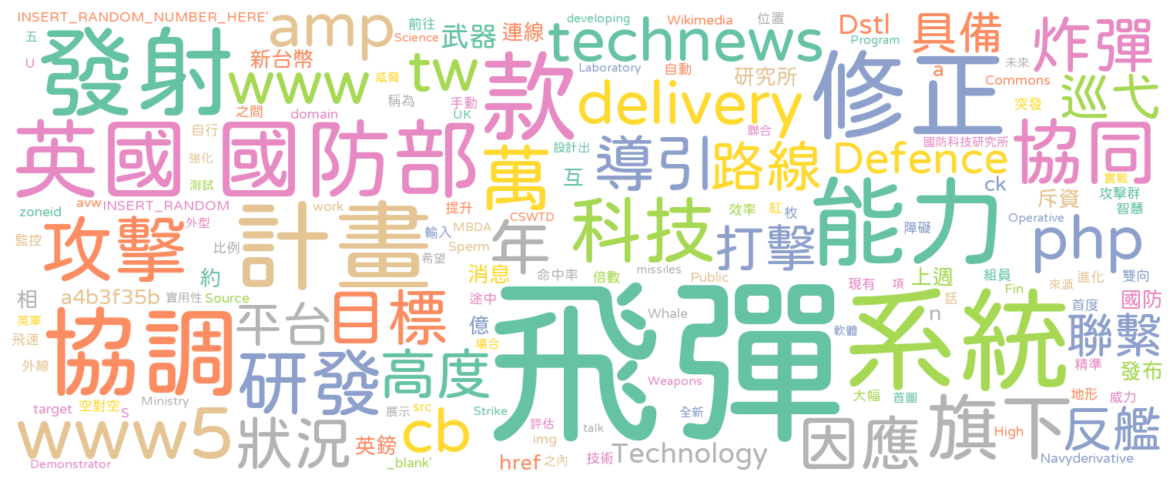 INSERT_RANDOM_NUMBER_HERE'
amp
前往
Science
武器
連線
developing
Wikimedia
位置
Dstl
Program
具備
炸彈
五
U
發射
新台幣
www
威脅
tw
technews
Laboratory
自動
研究所
a
未來
Commons
巡弋
稱為
之間
domain
手動
UK
款
delivery
修正
突發
英國
國防部
自行
強化
測試
萬
設計出
互
導引
聯合
路線
Defence
國防科技研究所
ck
協同
實戰
斥資
攻擊群
智慧
zoneid
avw
INSERT_RANDOM
外型
監控
攻擊
比例
計畫
work
提升
MBDA
輸入
希望
Sperm
CSWTD
年
科技
效率
紅
枚
打擊
障礙
能力
Operative
php
相
a4b3f35b
約
實用性
Source
消息
命中率
倍數
missiles
Public
現有
項
上週
組員
Fin
來源
進化
雙向
英軍
飛速
協調
平台
目標
途中
億
場合
飛彈
Whale
話
n
軟體
系統
首度
國防
聯繫
外線
研發
高度
Weapons
精準
發布
target
S
空對空
Ministry
展示
src
Strike
評估
img
talk
全新
大幅
首圖
地形
威力
www5
狀況
英鎊
cb
因應
旗下
High
反艦
Demonstrator
_blank'
href
之內
技術
Technology
Navyderivative